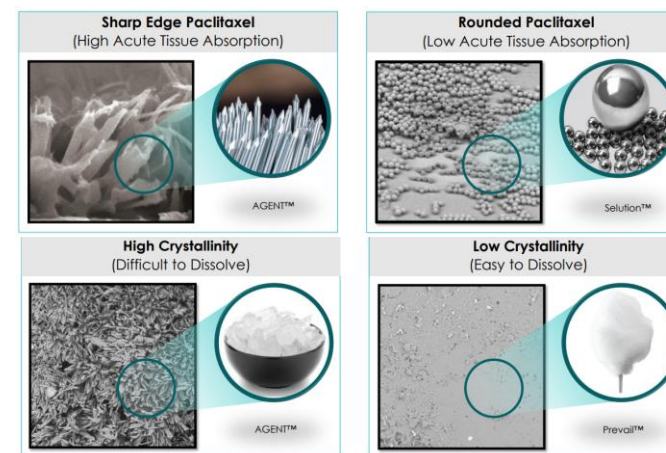 Sharp Edge Paclitaxel
(High Acute Tissue Absorption)
AGENT™
Rounded Paclitaxel
(Low Acute Tissue Absorption)
Selution™
High Crystallinity
(Difficult to Dissolve)
AGENT™
Low Crystallinity
(Easy to Dissolve)
Prevail™